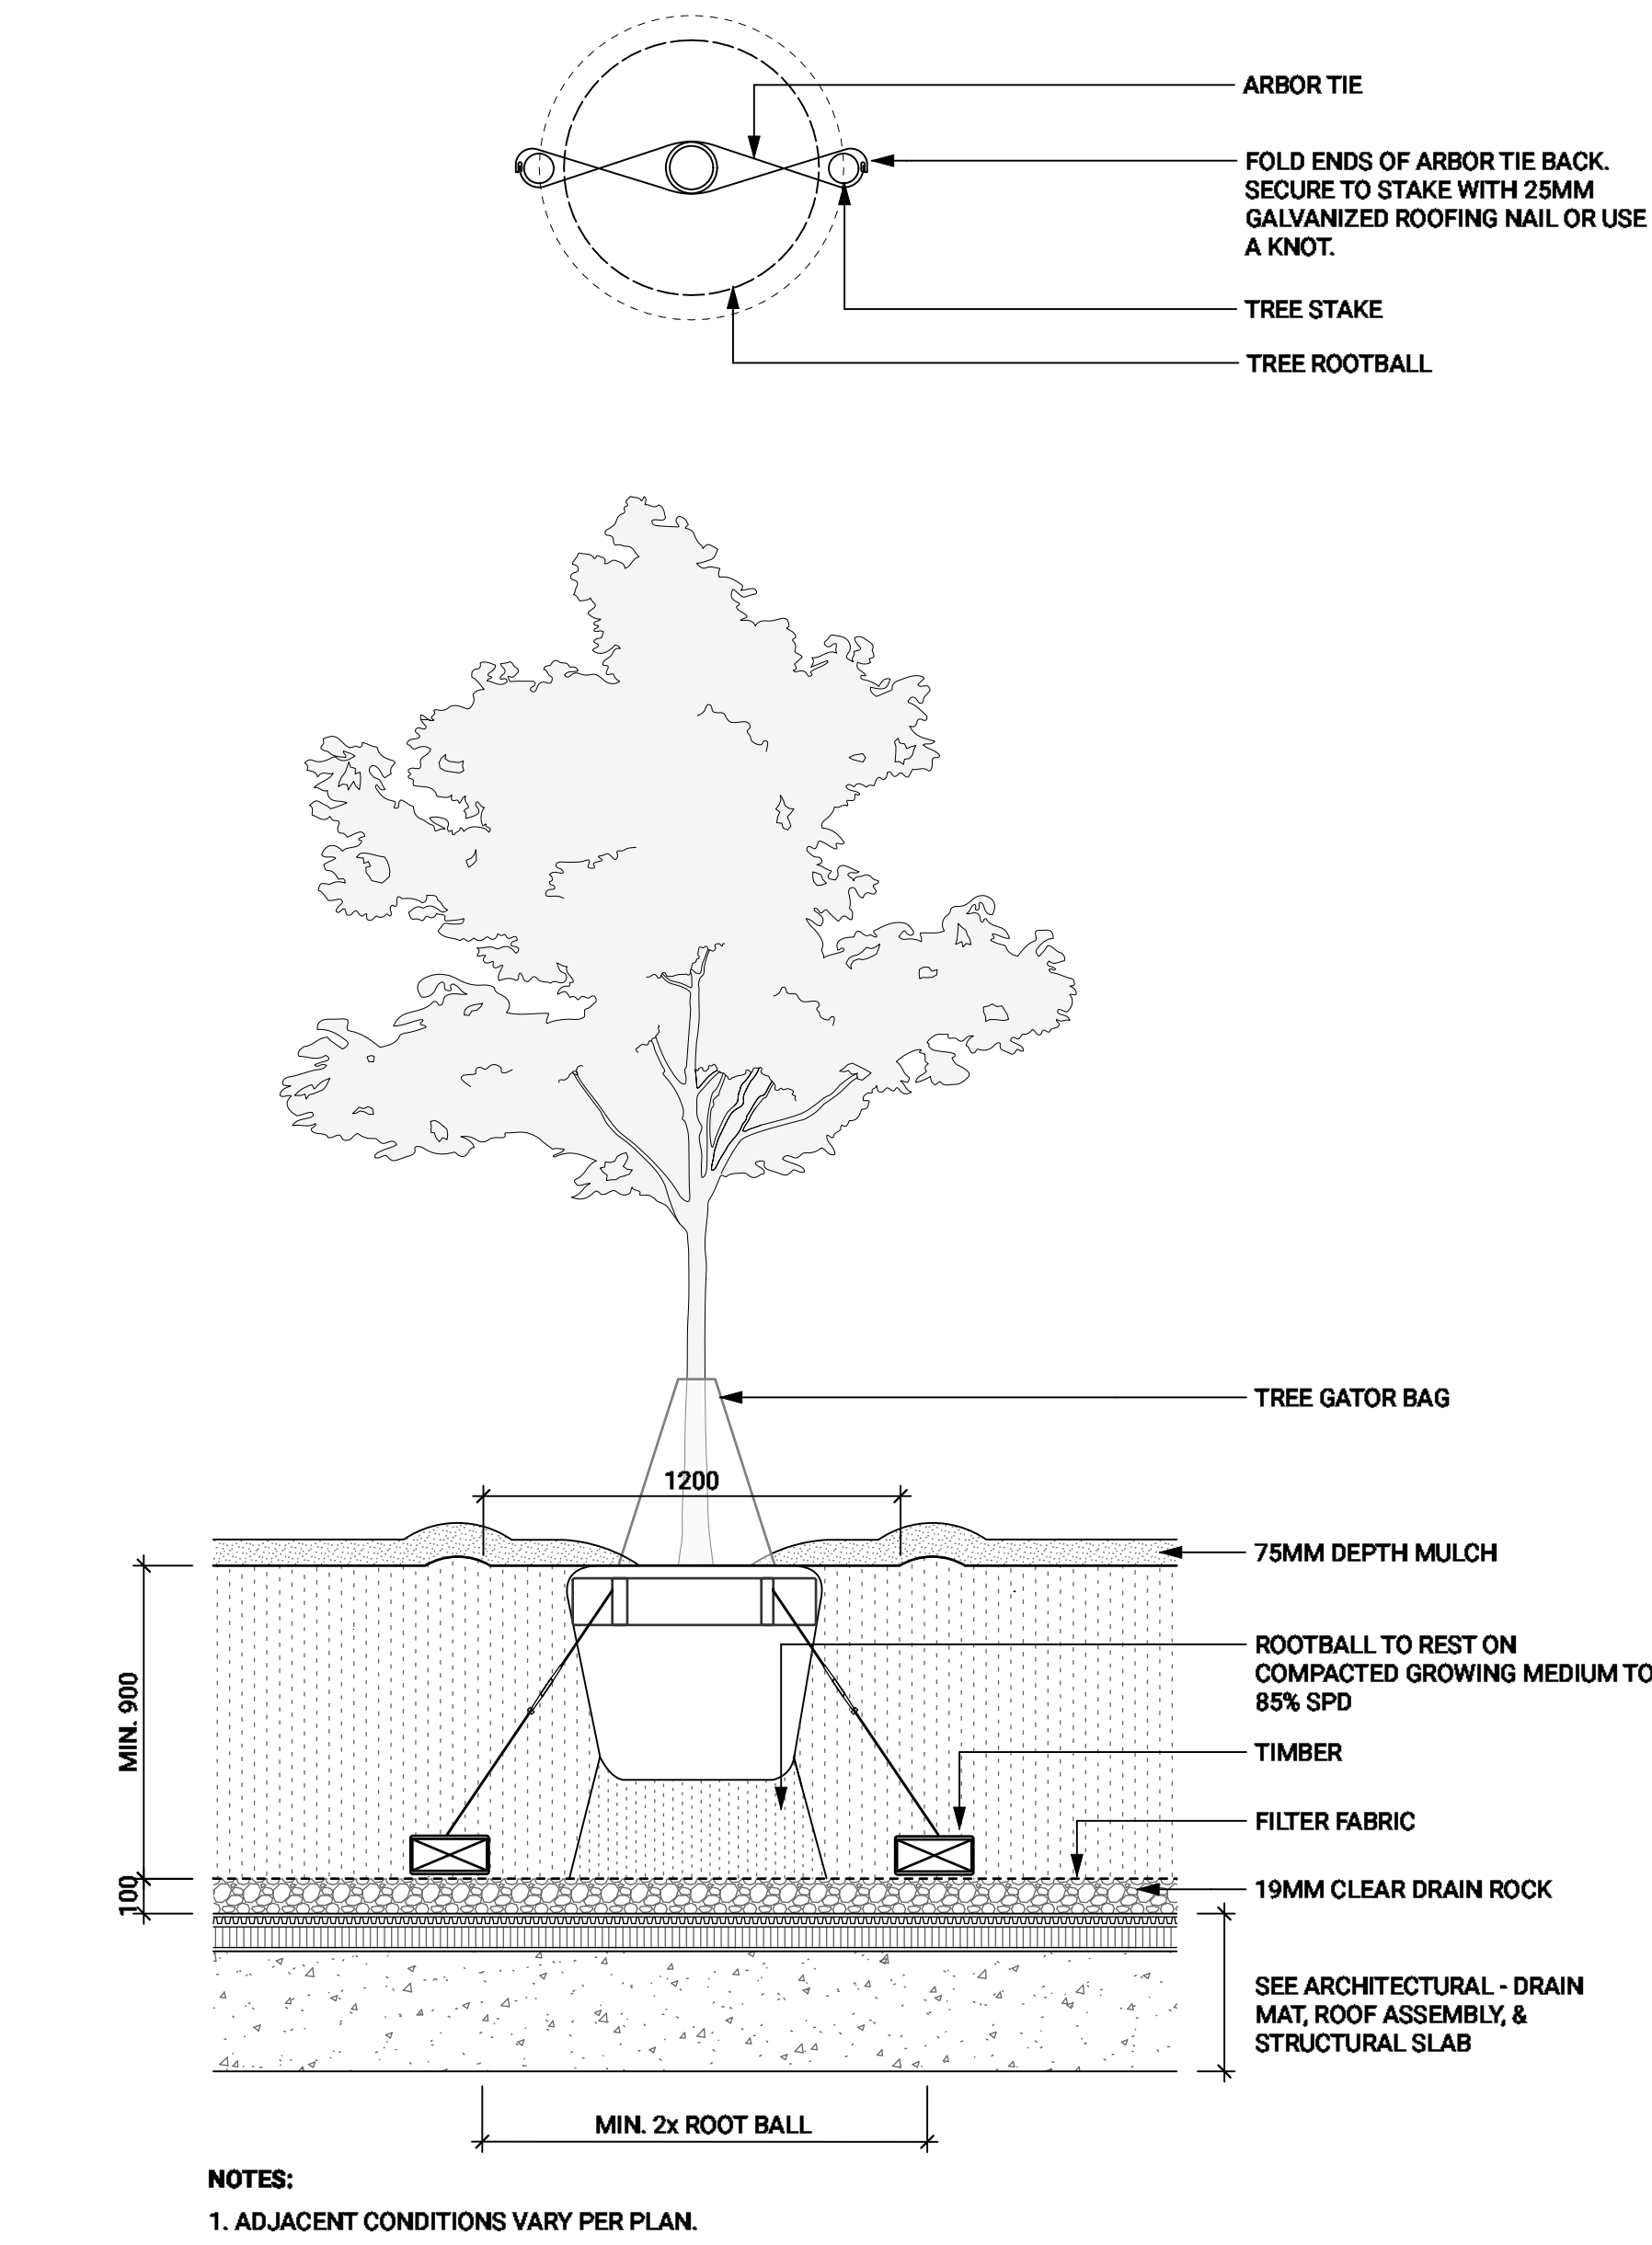 ARBOR TIE
FOLD ENDS OF ARBOR TIE BACK.
SECURE TO STAKE WITH 25MM
GALVANIZED ROOFING NAIL OR USE
A KNOT.
TREE STAKE
TREE ROOTBALL
TREE GATOR BAG
1200
75MM DEPTH MULCH
ROOTBALL TO REST ON
COMPACTED GROWING MEDIUM TO
85% SPD
MIN. 900
TIMBER
FILTER FABRIC
100
19MM CLEAR DRAIN ROCK
SEE ARCHITECTURAL - DRAIN
MAT, ROOF ASSEMBLY, &
STRUCTURAL SLAB
MIN. 2x ROOT BALL
NOTES:
1. ADJACENT CONDITIONS VARY PER PLAN.